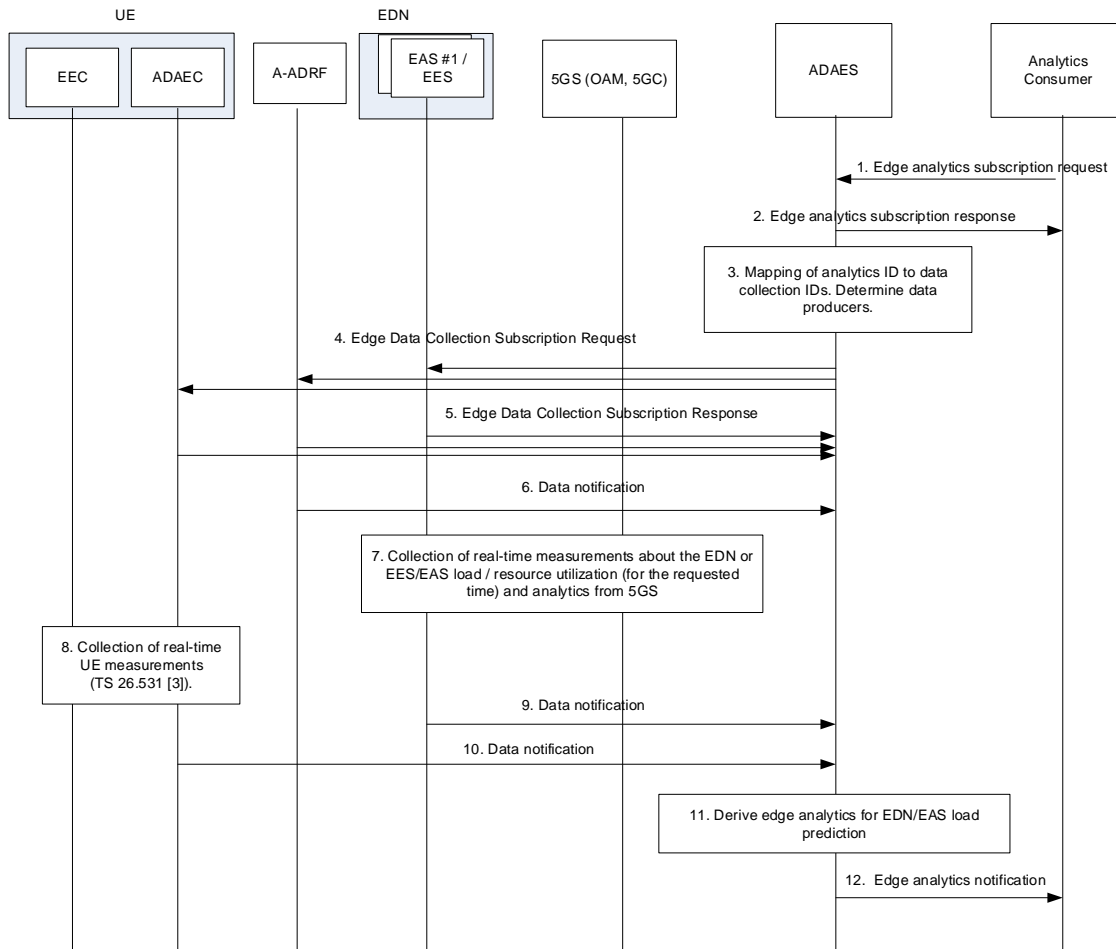 UE
EDN
EEC
ADAEC
A-ADRF
EAS #1 /
EES
5GS (OAM, 5GC)
ADAES
Analytics
Consumer
1. Edge analytics subscription request
2. Edge analytics subscription response
3. Mapping of analytics ID to data
collection IDs. Determine data
producers.
4. Edge Data Collection Subscription Request
5. Edge Data Collection Subscription Response
6. Data notification
7. Collection of real-time measurements about the EDN or
EES/EAS load / resource utilization (for the requested
time) and analytics from 5GS
8. Collection of real-time
UE measurements
(TS 26.531 [3]).
9. Data notification
10. Data notification
11. Derive edge analytics for EDN/EAS load
prediction
12. Edge analytics notification